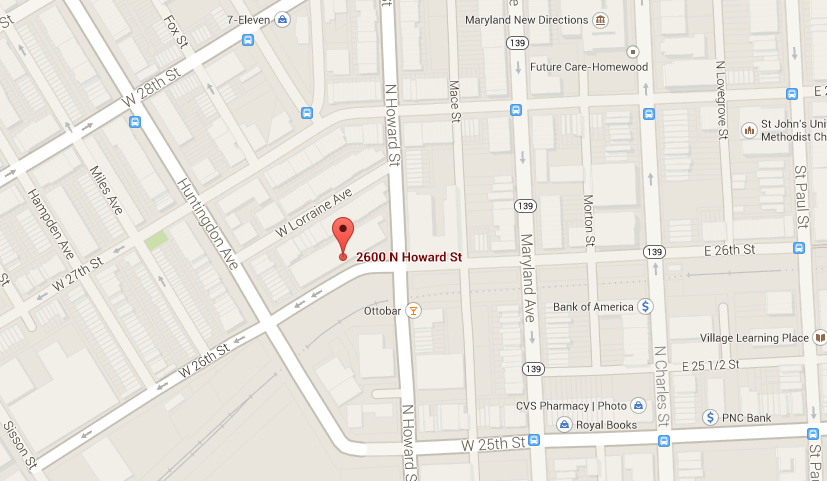 7-Eleven
Fox St
Maryland New Directions
139
Future Care-Homewood
W 28th St
N Howard St
Mace St
N Lovegrove St
E 2
St John's Uni
Methodist Ch
Miles Ave
Huntingdon Ave
W Lorraine Ave
Hampden Ave
139
Morton St
St Paul St
W 27th St
2600 N Howard St
Maryland Ave
139
E 26th St
Ottobar
Bank of America
Village Learning Place
W 26th St
139
N Charles St
E 25 1/2 St
CVS Pharmacy | Photo
Royal Books
PNC Bank
Sisson St
N Howard S
W 25th St
St Pau